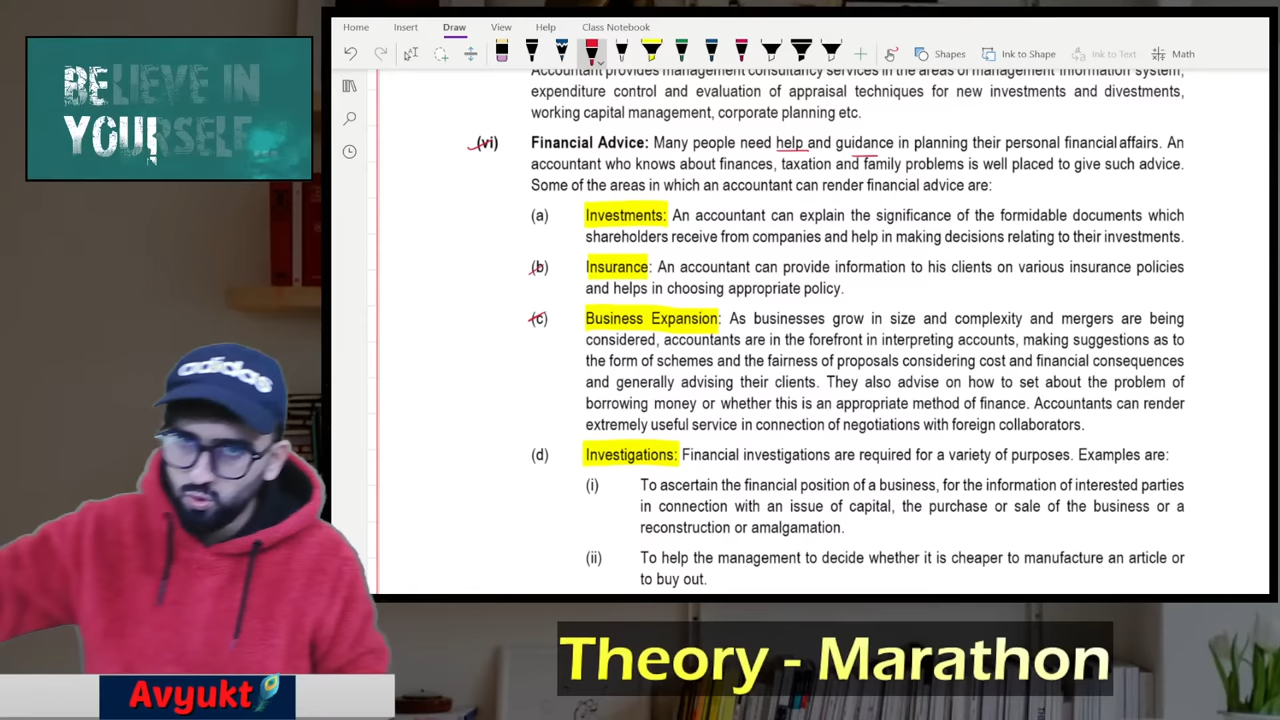 BELIEVE IN
YOURSELF...
Home Insert Draw View Help Class Notebook
Shapes Ink to Shape Ink to Text Math
Accountant provides management consultancy services in the areas of management information system,
expenditure control and evaluation of appraisal techniques for new investments and divestments,
working capital management, corporate planning etc.
(vi) Financial Advice: Many people need help and guidance in planning their personal financial affairs. An
accountant who knows about finances, taxation and family problems is well placed to give such advice.
Some of the areas in which an accountant can render financial advice are:
(a) Investments: An accountant can explain the significance of the formidable documents which
shareholders receive from companies and help in making decisions relating to their investments.
(b) Insurance: An accountant can provide information to his clients on various insurance policies
and helps in choosing appropriate policy.
(c) Business Expansion: As businesses grow in size and complexity and mergers are being
considered, accountants are in the forefront in interpreting accounts, making suggestions as to
the form of schemes and the fairness of proposals considering cost and financial consequences
and generally advising their clients. They also advise on how to set about the problem of
borrowing money or whether this is an appropriate method of finance. Accountants can render
extremely useful service in connection of negotiations with foreign collaborators.
(d) Investigations: Financial investigations are required for a variety of purposes. Examples are:
(i) To ascertain the financial position of a business, for the information of interested parties
in connection with an issue of capital, the purchase or sale of the business or a
reconstruction or amalgamation.
(ii) To help the management to decide whether it is cheaper to manufacture an article or
to buy out.
adidas
Avyukt
Theory - Marathon